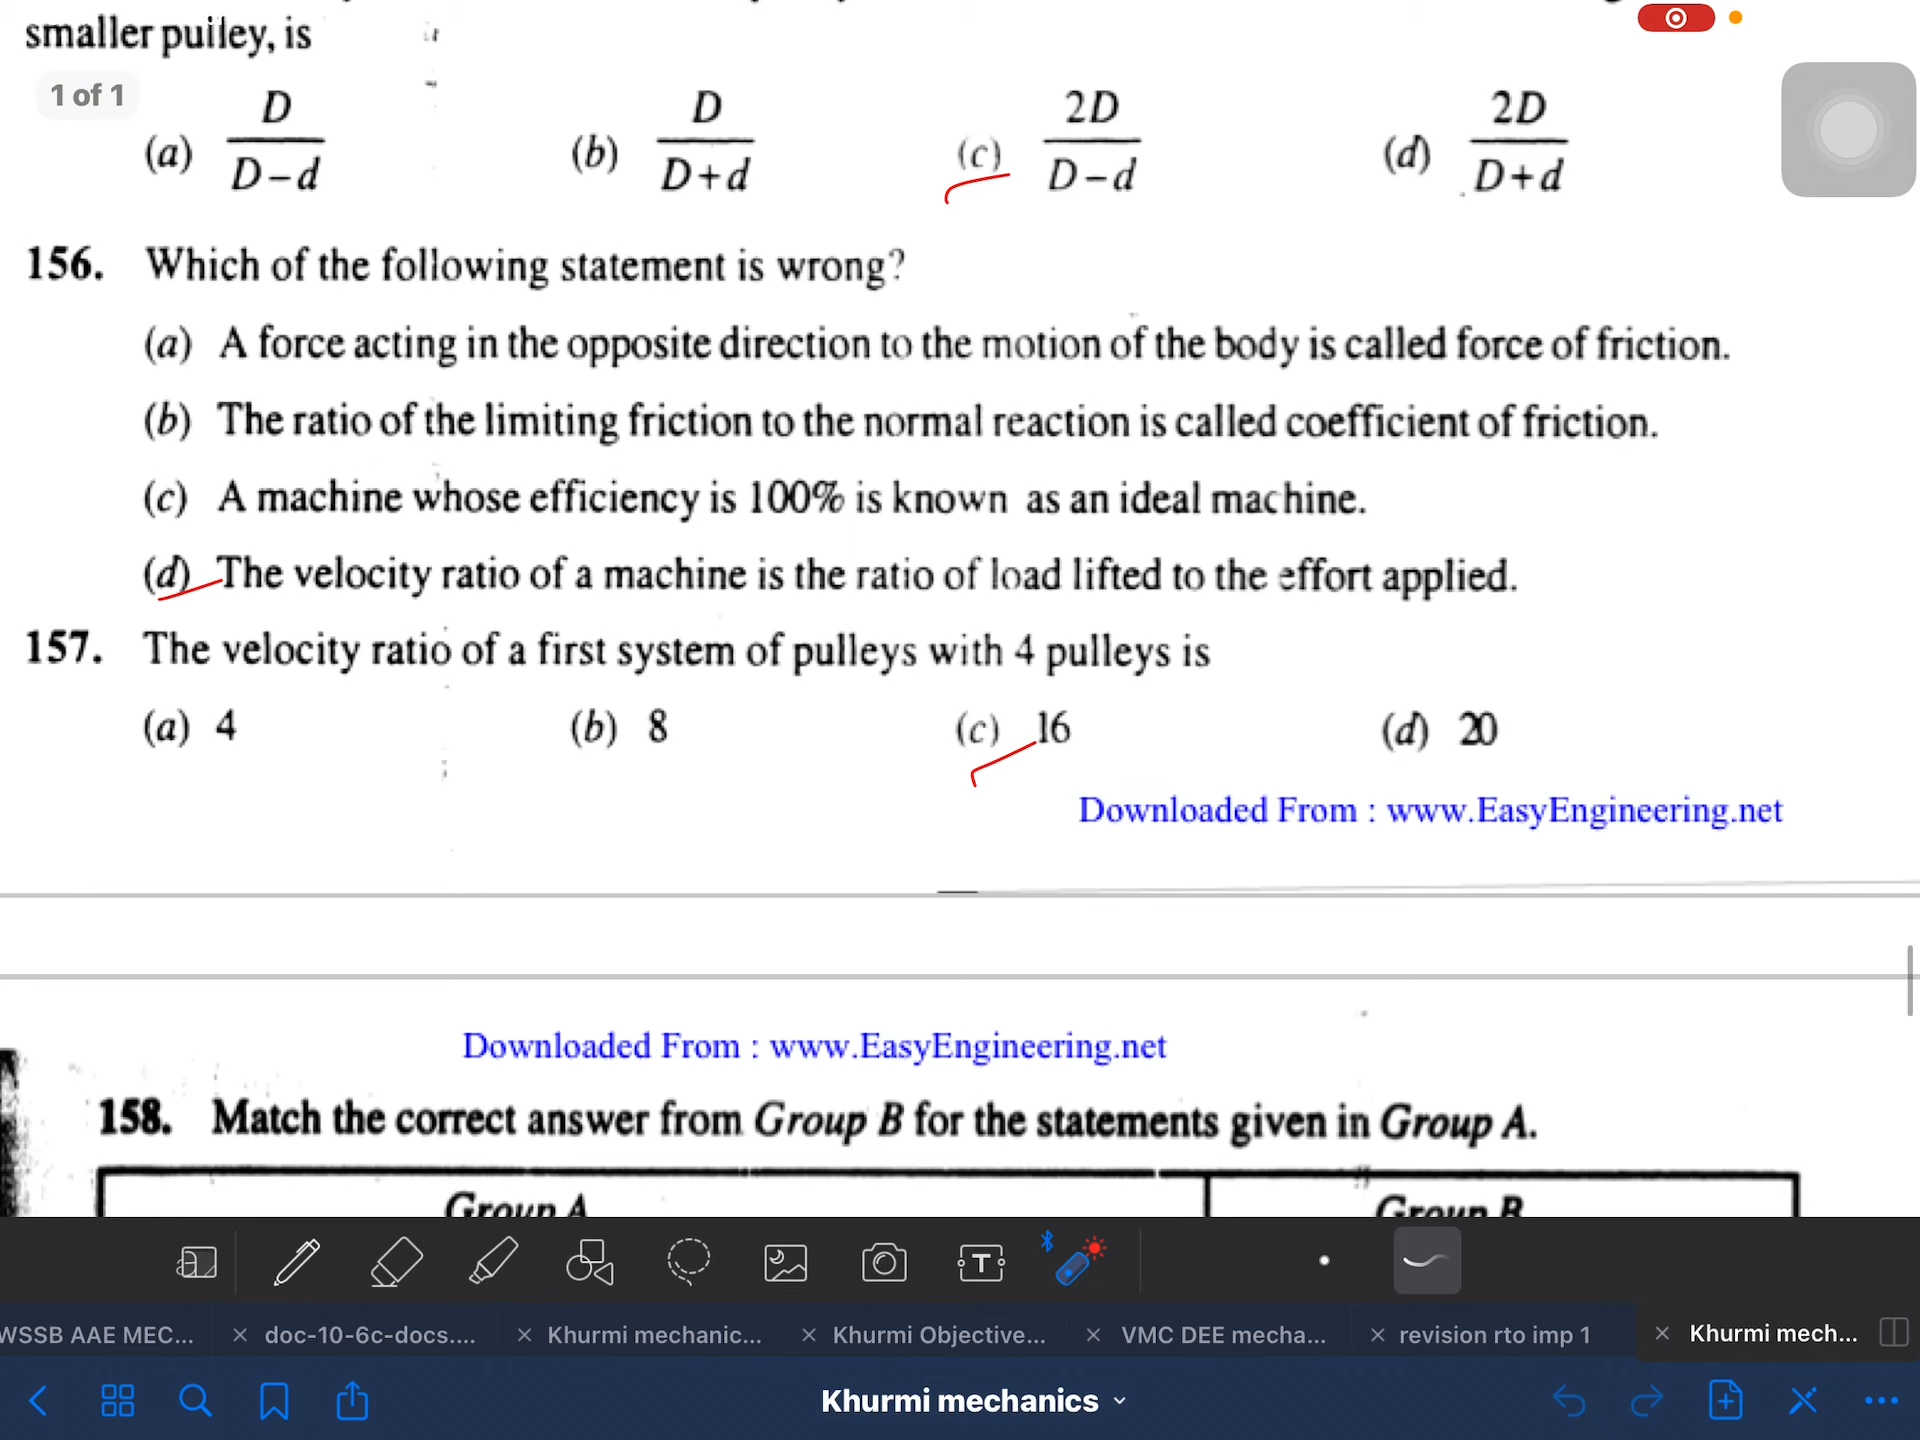 smaller pulley, is
1 of 1
(a) D/D-d (b) D/D+d (c) 2D/D-d (d) 2D/D+d
156. Which of the following statement is wrong?
(a) A force acting in the opposite direction to the motion of the body is called force of friction.
(b) The ratio of the limiting friction to the normal reaction is called coefficient of friction.
(c) A machine whose efficiency is 100% is known as an ideal machine.
(d) The velocity ratio of a machine is the ratio of load lifted to the effort applied.
157. The velocity ratio of a first system of pulleys with 4 pulleys is
(a) 4 (b) 8 (c) 16 (d) 20
Downloaded From : www.EasyEngineering.net
Downloaded From : www.EasyEngineering.net
158. Match the correct answer from Group B for the statements given in Group A.
Group A Group B
WSSB AAE MEC... × doc-10-6c-docs.... × Khurmi mechanic... × Khurmi Objective... × VMC DEE mecha... × revision rto imp 1 × Khurmi mech...
Khurmi mechanics